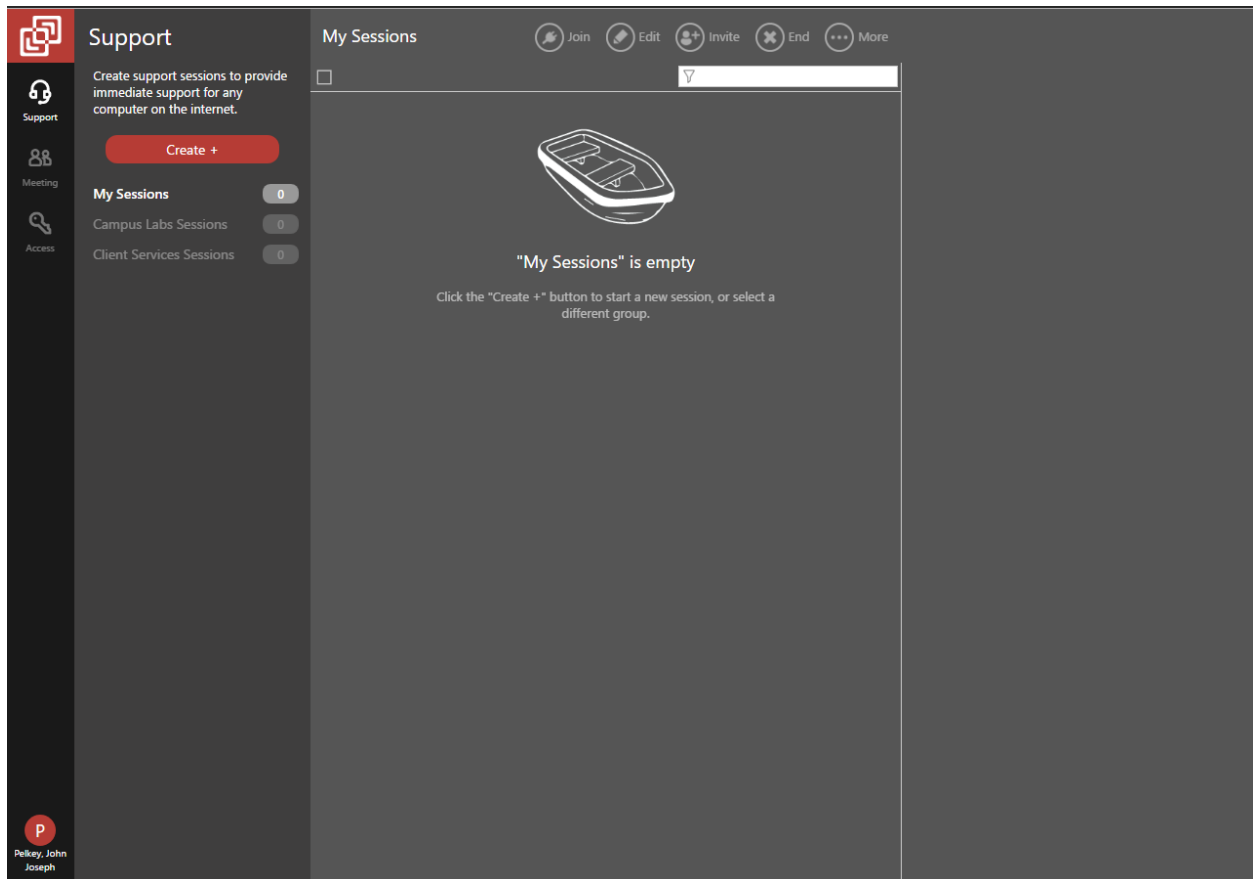 Support
Meeting
Access
P
Pelkey, John
Joseph
Support
Create support sessions to provide
immediate support for any
computer on the internet.
Create +
My Sessions 0
Campus Labs Sessions 0
Client Services Sessions 0
My Sessions
Join Edit Invite End More
"My Sessions" is empty
Click the "Create +" button to start a new session, or select a
different group.